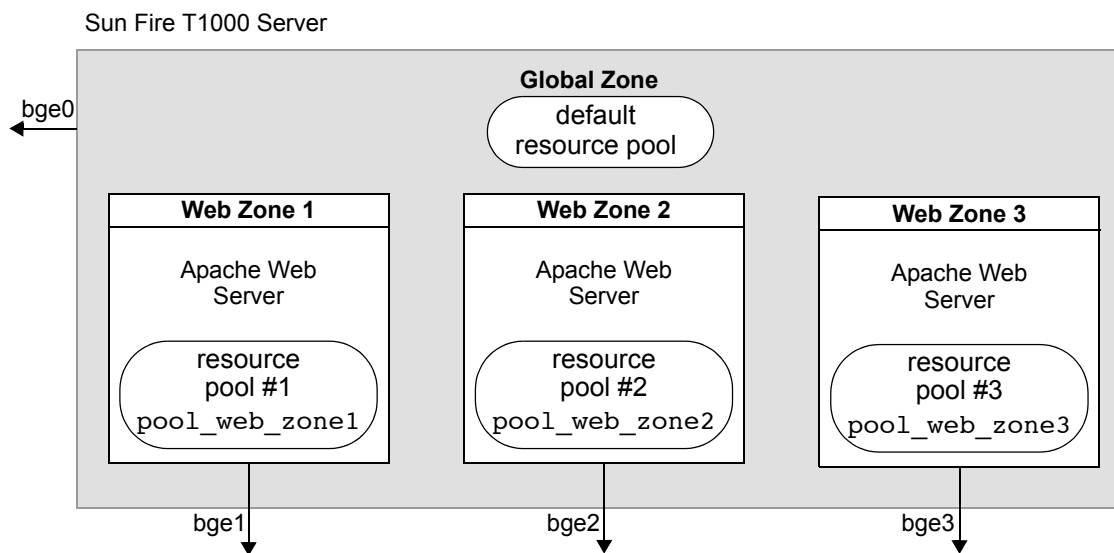 Sun Fire T1000 Server
Global Zone
bge0
default
resource pool
Web Zone 1
Apache Web
Server
resource
pool #1
pool_web_zone1
Web Zone 2
Apache Web
Server
resource
pool #2
pool_web_zone2
Web Zone 3
Apache Web
Server
resource
pool #3
pool_web_zone3
bge1
bge2
bge3